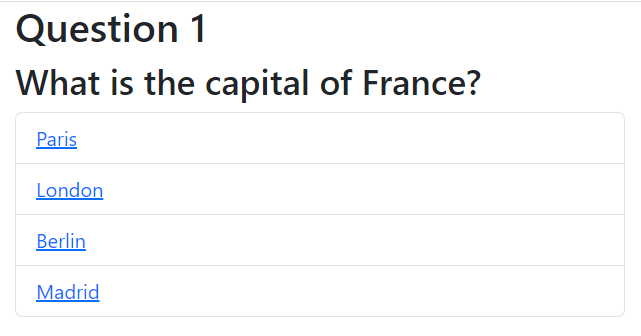 Question 1
What is the capital of France?
Paris
London
Berlin
Madrid